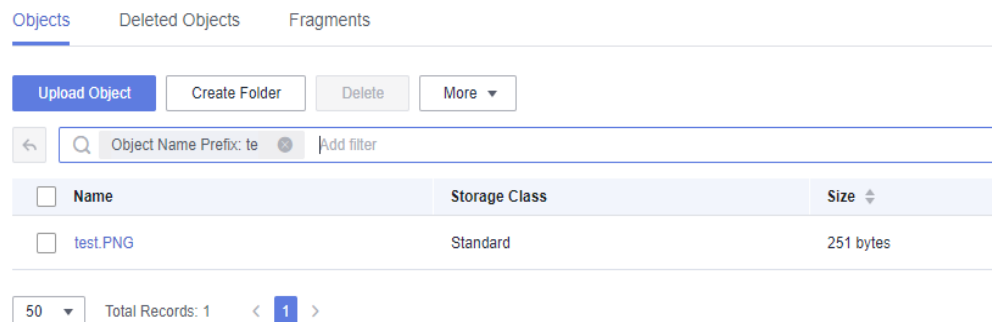 Objects Deleted Objects Fragments
Upload Object Create Folder Delete More
Object Name Prefix: te Add filter
Name Storage Class Size
test.PNG Standard 251 bytes
50 Total Records: 1 < 1 >